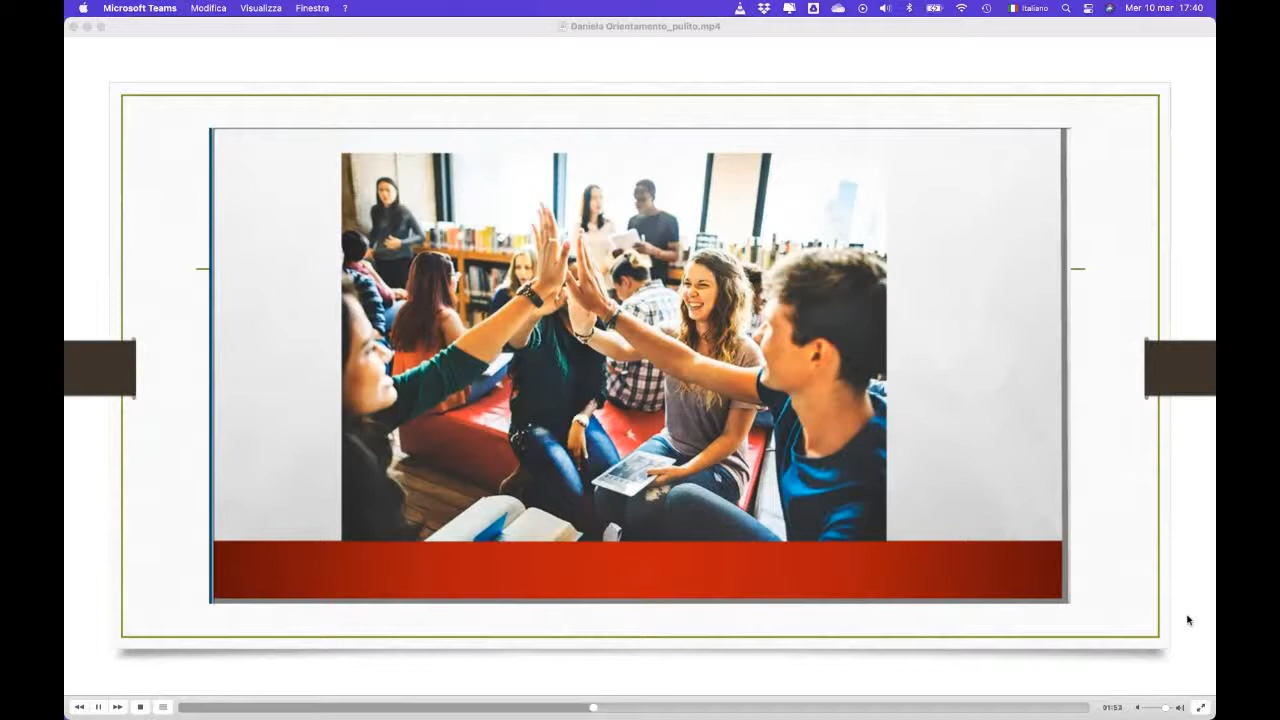 Microsoft Teams Modifica Visualizza Finestra ? Italiano Mer 10 mar 17:40
Daniela Orientamento_pulito.mp4
01:53